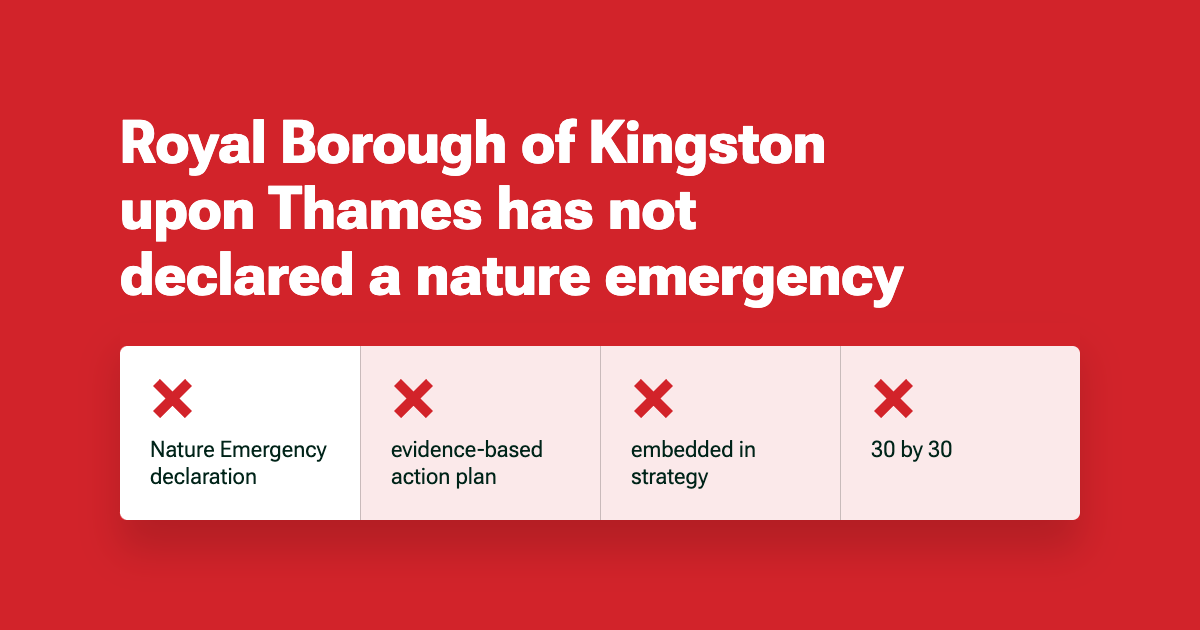 Royal Borough of Kingston
upon Thames has not
declared a nature emergency
Nature Emergency
declaration
evidence-based
action plan
embedded in
strategy
30 by 30